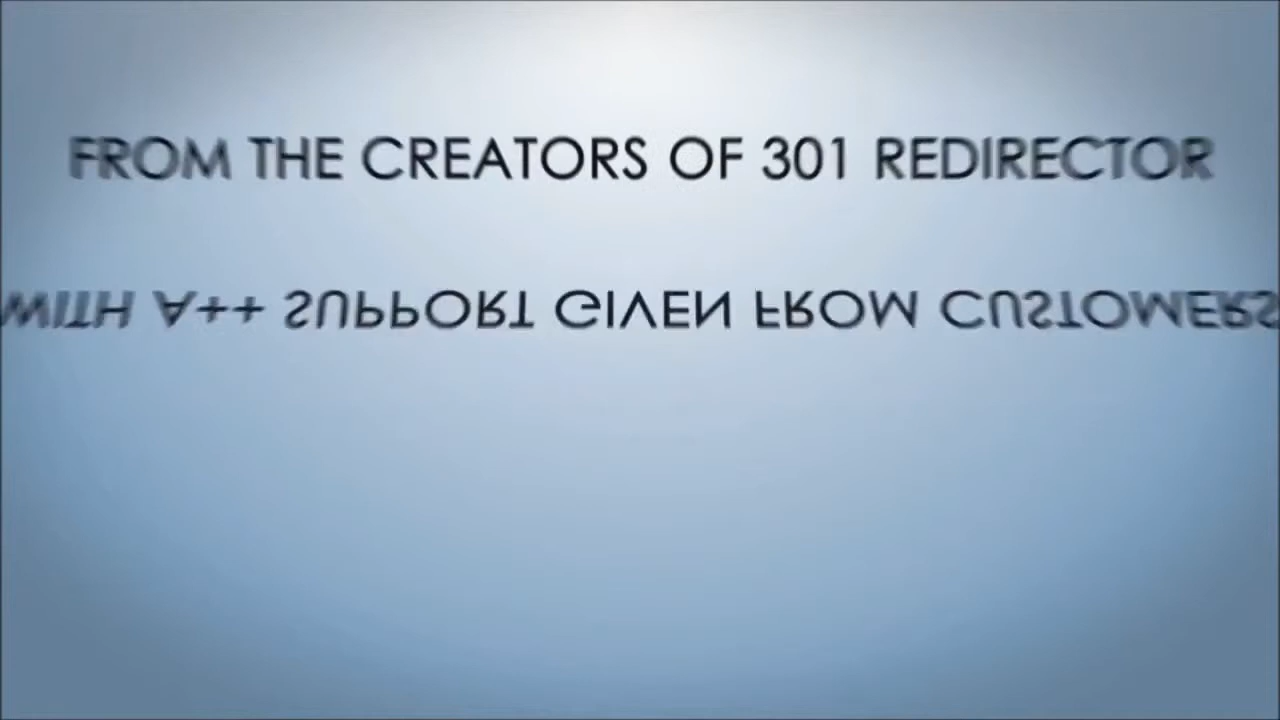 FROM THE CREATORS OF 301 REDIRECTOR
WITH A++ SUPPORT GIVEN FROM CUSTOMERS